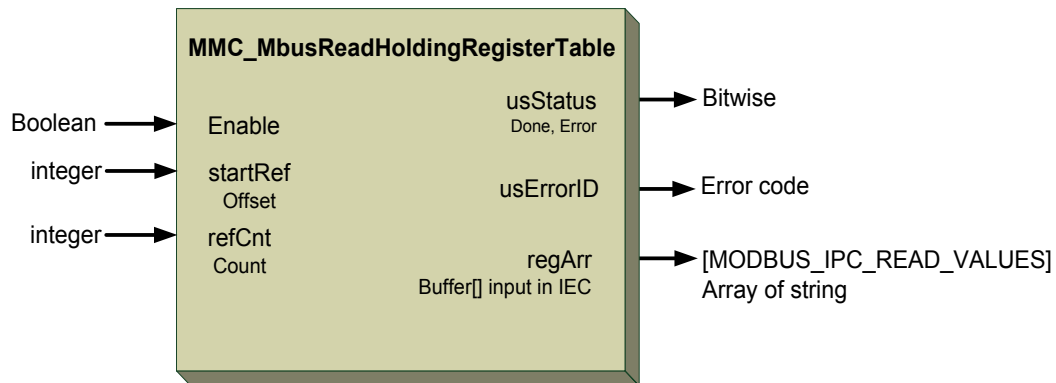 MMC_MbusReadHoldingRegisterTable
Boolean
Enable
integer
startRef
Offset
integer
refCnt
Count
usStatus
Done, Error
Bitwise
usErrorID
Error code
regArr
Buffer[] input in IEC
[MODBUS_IPC_READ_VALUES]
Array of string